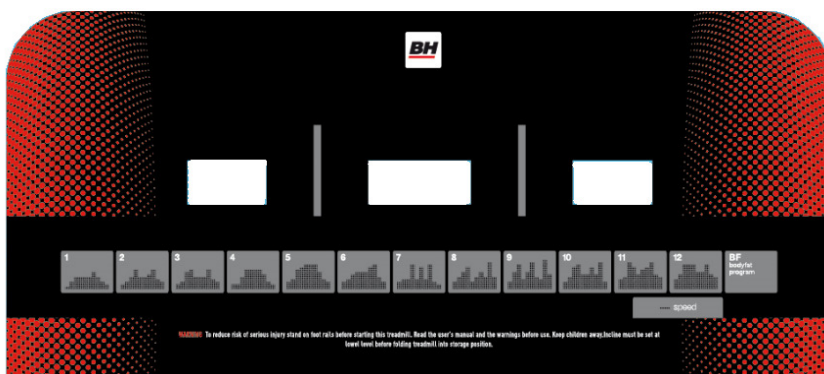 BH
1 2 3 4 5 6 7 8 9 10 11 12 BF
bodyfat
program
speed
WARNING: To reduce risk of serious injury stand on foot rails before starting this treadmill. Read the user's manual and the warnings before use. Keep children away.Incline must be set at
lowel level before folding treadmill into storage position.